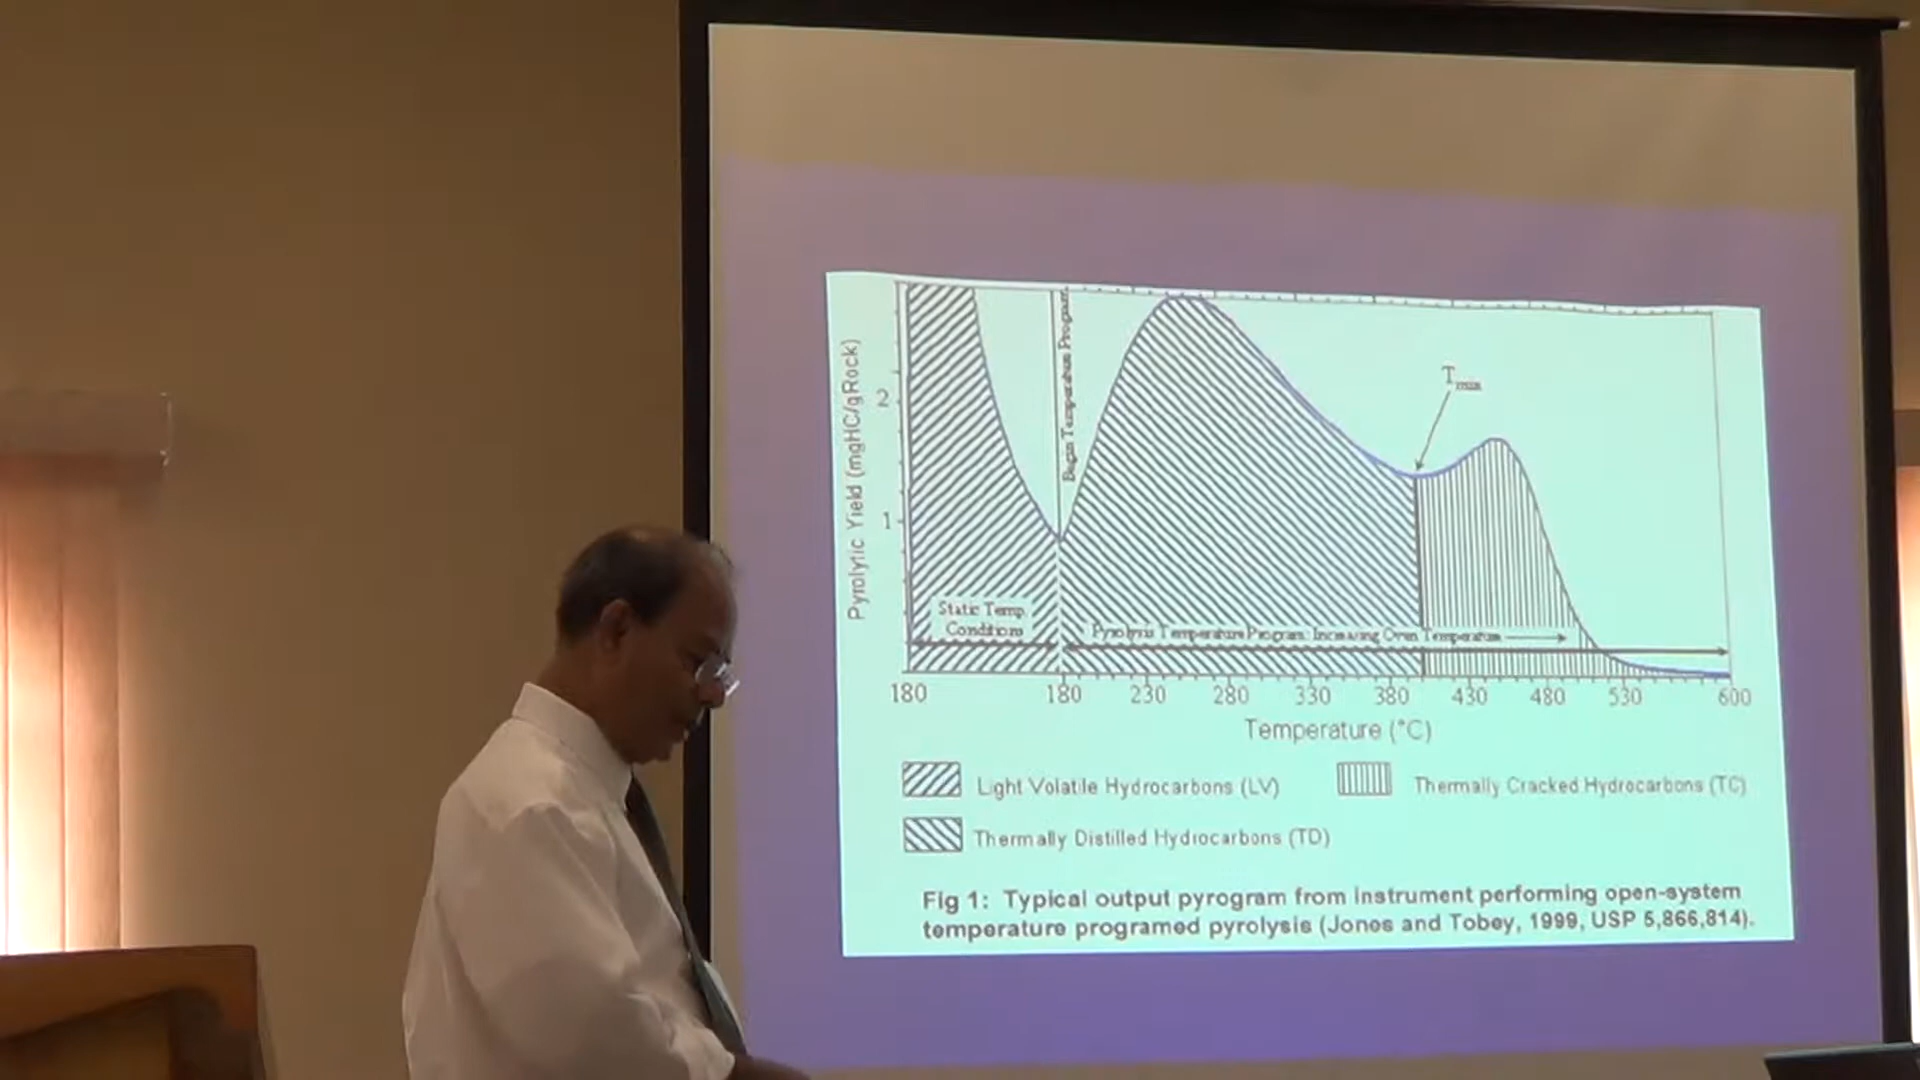 Pyrolytic Yield (mgHC/gRock)
2
1
Begin Temperature Program
T min
Static Temp.
Conditions
Pyrolysis Temperature Program: Increasing Oven Temperature
180 180 230 280 330 380 430 480 530 600
Temperature (°C)
Light Volatile Hydrocarbons (LV)
Thermally Cracked Hydrocarbons (TC)
Thermally Distilled Hydrocarbons (TD)
Fig 1: Typical output pyrogram from instrument performing open-system
temperature programed pyrolysis (Jones and Tobey, 1999, USP 5,866,814).